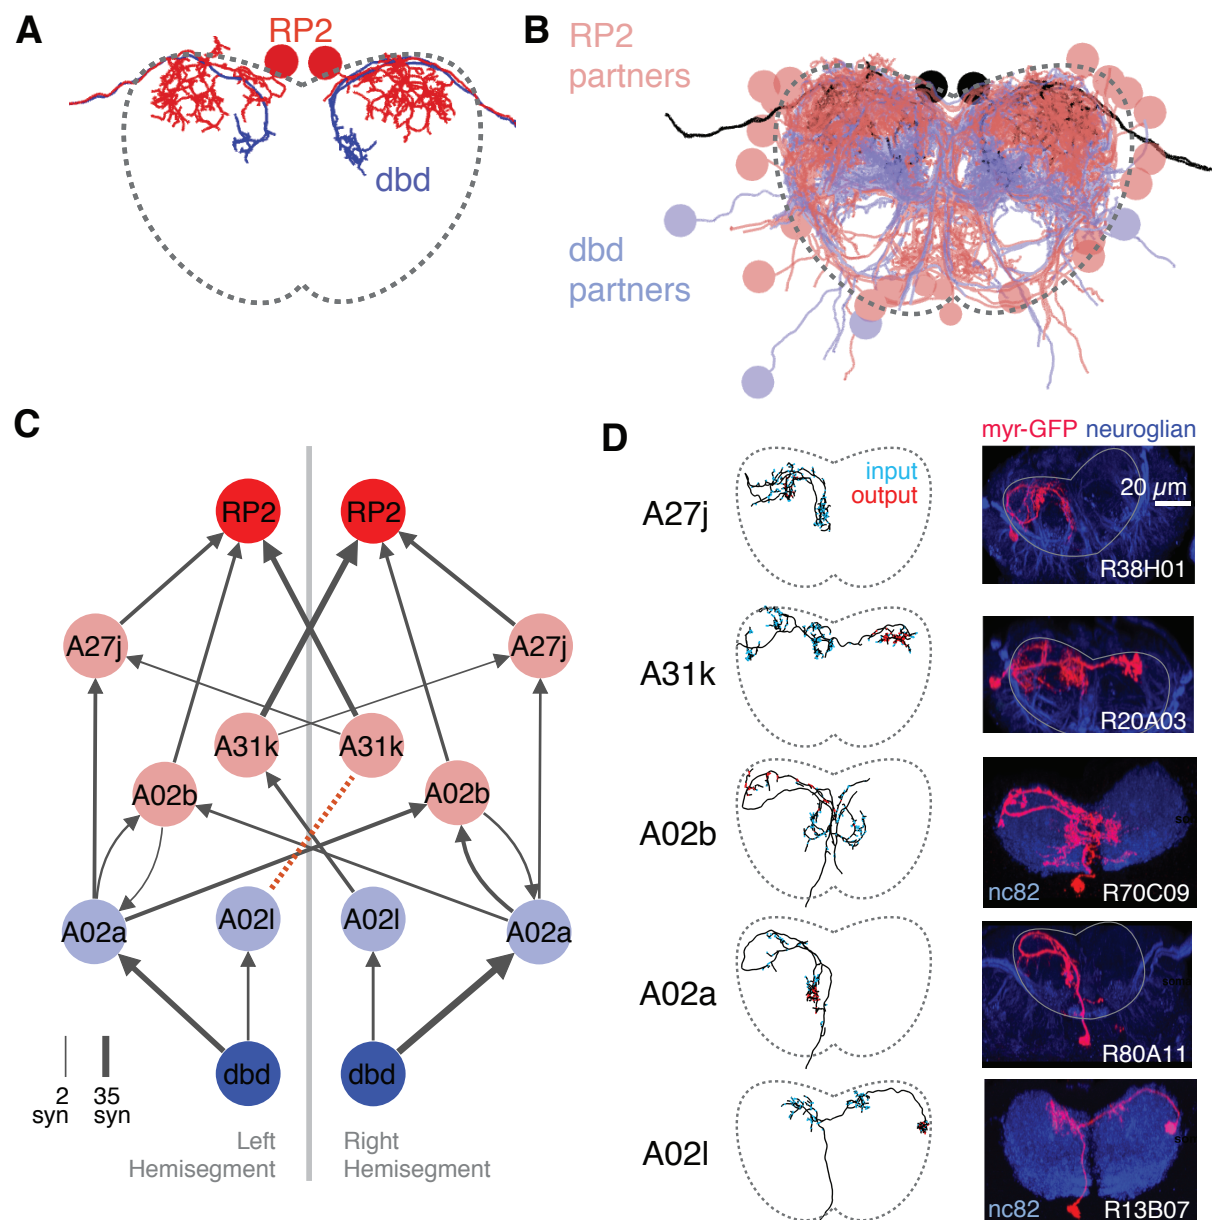 A
RP2
dbd
B
RP2
partners
dbd
partners
C
RP2
RP2
A27j
A27j
A31k
A31k
A02b
A02b
A02a
A02l
A02l
A02a
dbd
dbd
2
syn
35
syn
Left
Hemisegment
Right
Hemisegment
D
myr-GFP neuroglian
A27j
input
output
20 µm
R38H01
A31k
R20A03
A02b
nc82
R70C09
A02a
R80A11
A02l
nc82
R13B07